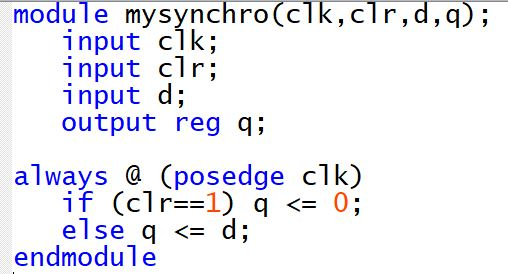 module mysynchro(clk,clr,d,q);
input clk;
input clr;
input d;
output reg q;
always @ (posedge clk)
if (clr==1) q <= 0;
else q <= d;
endmodule